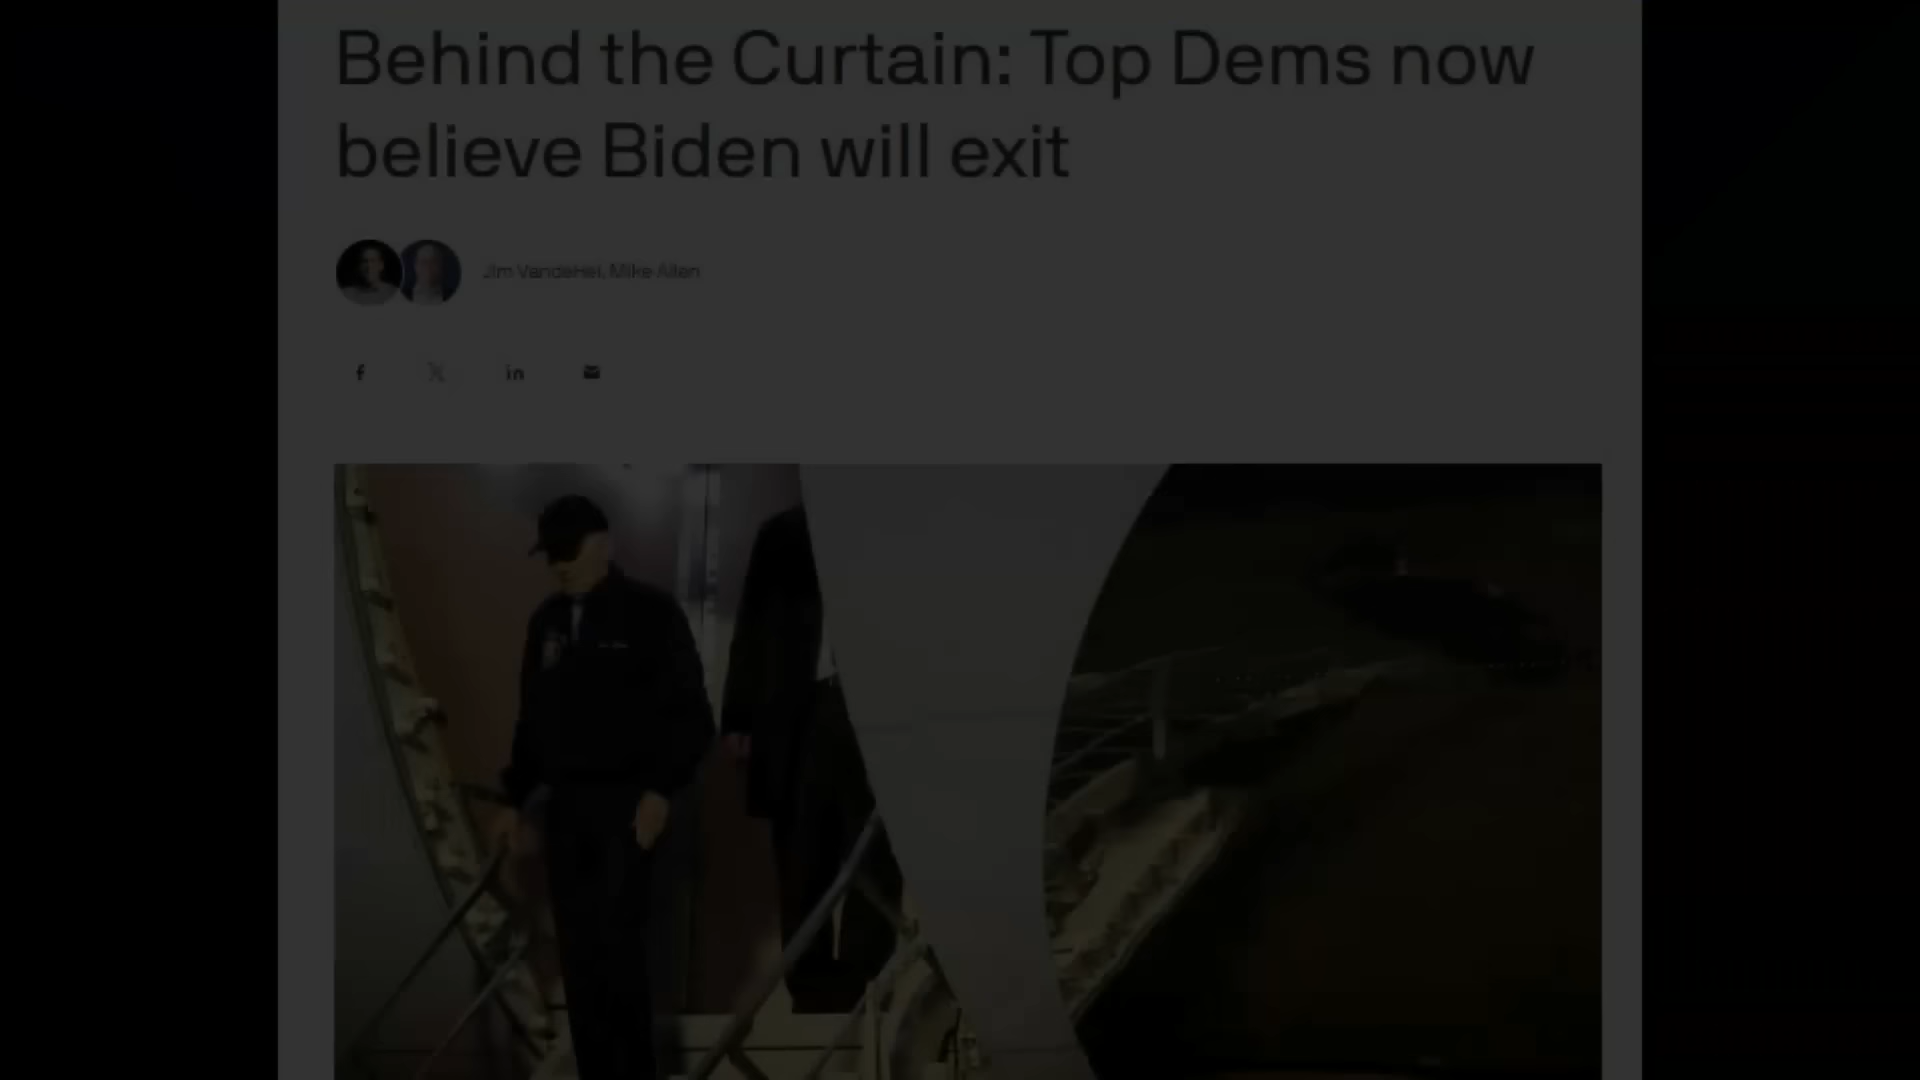 Behind the Curtain: Top Dems now
believe Biden will exit
Jim VandeHei, Mike Allen